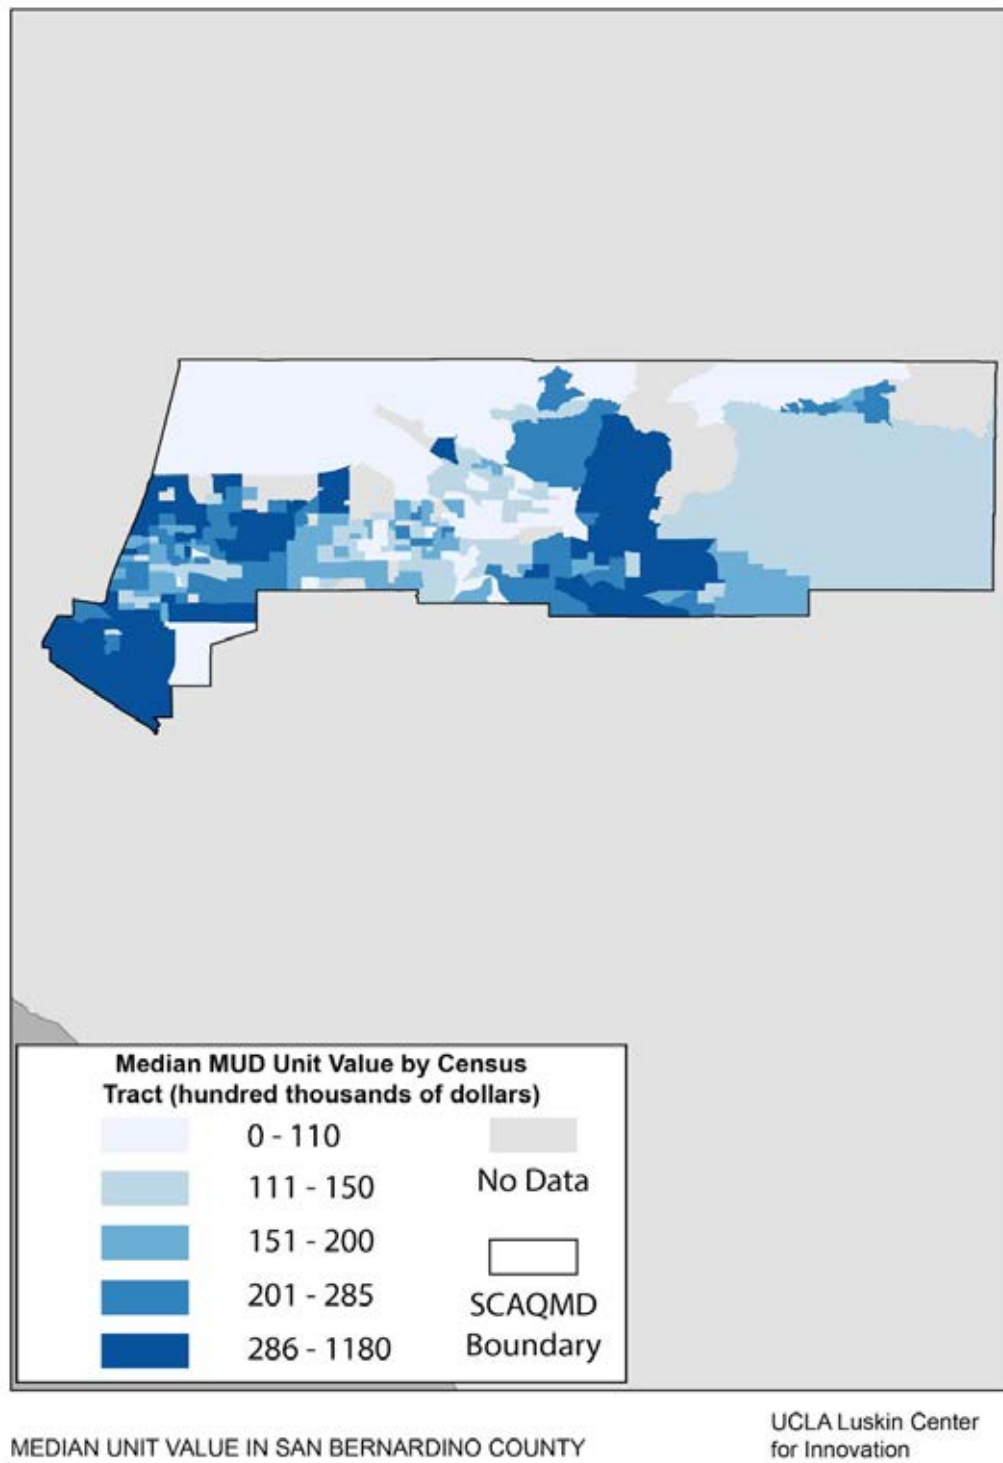 Median MUD Unit Value by Census
Tract (hundred thousands of dollars)
0 - 110
111 - 150
151 - 200
201 - 285
286 - 1180
No Data
SCAQMD
Boundary
MEDIAN UNIT VALUE IN SAN BERNARDINO COUNTY
UCLA Luskin Center
for Innovation